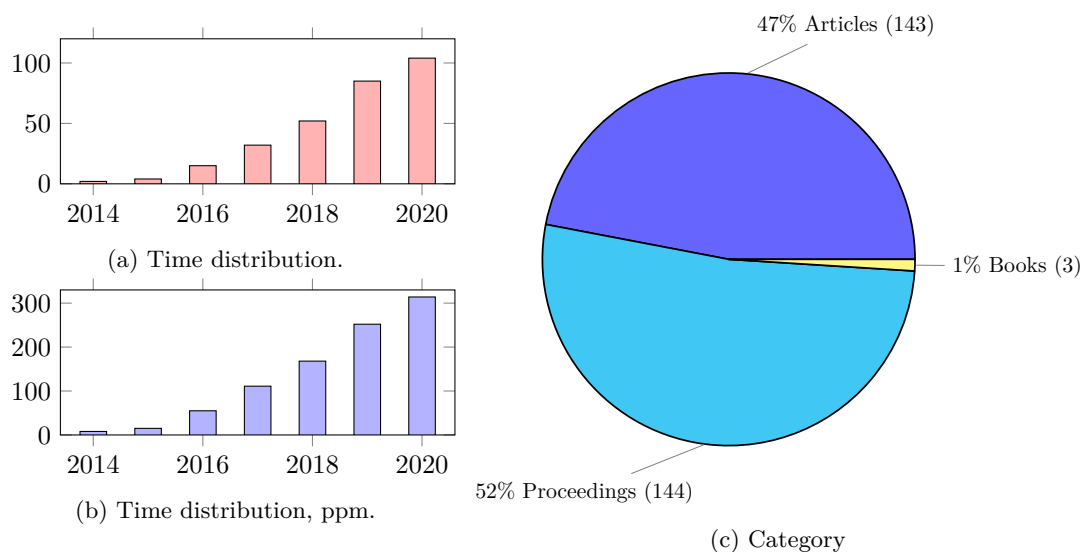 100
50
0
2014 2016 2018 2020
(a) Time distribution.
300
200
100
0
2014 2016 2018 2020
(b) Time distribution, ppm.
47% Articles (143)
1% Books (3)
52% Proceedings (144)
(c) Category